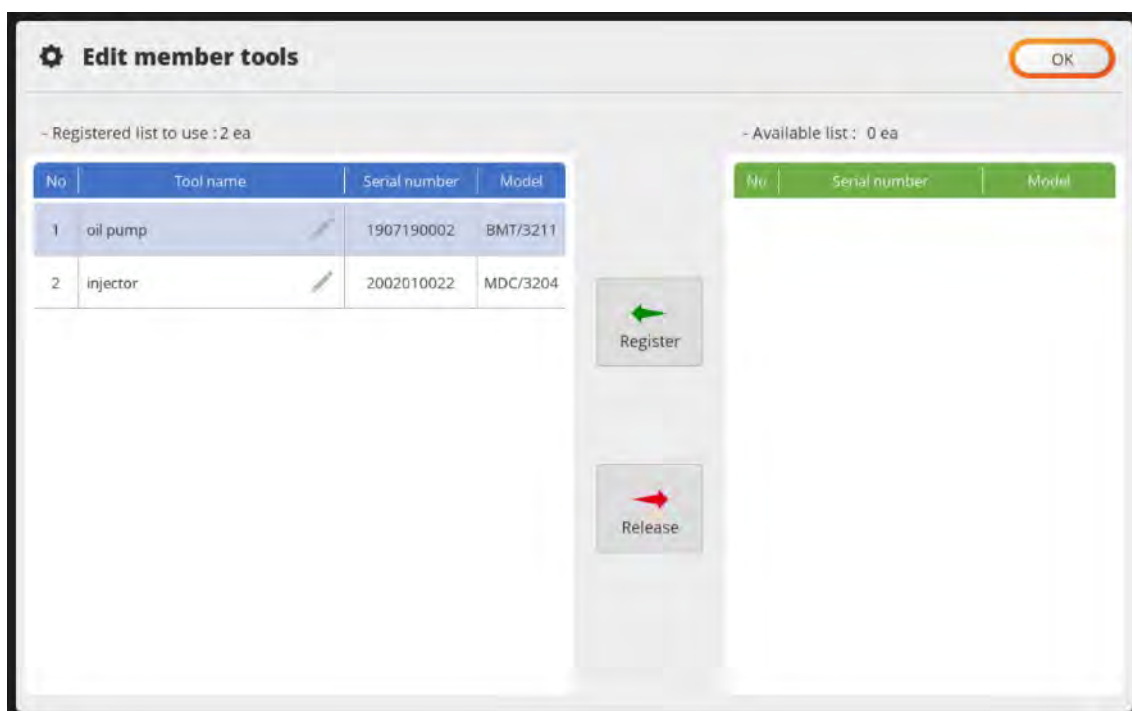 Edit member tools
OK
- Registered list to use : 2 ea
- Available list : 0 ea
No Tool name Serial number Model
No Serial number Model
1 oil pump 1907190002 BMT/3211
2 injector 2002010022 MDC/3204
Register
Release